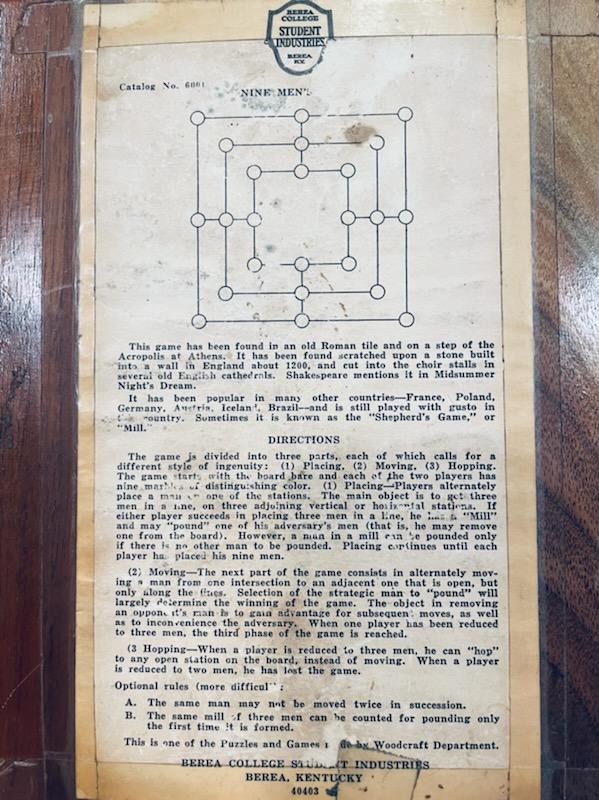 BEREA
COLLEGE
STUDENT
INDUSTRIES
BEREA
KY.
Catalog No. 6001
NINE MEN'S
This game has been found in an old Roman tile and on a step of the
Acropolis at Athens. It has been found scratched upon a stone built
into a wall in England about 1200, and cut into the choir stalls in
several old English cathedrals. Shakespeare mentions it in Midsummer
Night's Dream.
It has been popular in many other countries—France, Poland,
Germany, Austria, Iceland, Brazil—and is still played with gusto in
country. Sometimes it is known as the "Shepherd's Game," or
"Mill."
DIRECTIONS
The game is divided into three parts, each of which calls for a
different style of ingenuity: (1) Placing, (2) Moving, (3) Hopping.
The game starts with the board bare and each of the two players has
nine marbles of distinguishing color. (1) Placing—Players alternately
place a man on one of the stations. The main object is to get three
men in a line, on three adjoining vertical or horizontal stations. If
either player succeeds in placing three men in a line, he has a "Mill"
and may "pound" one of his adversary's men (that is, he may remove
one from the board). However, a man in a mill can be pounded only
if there is no other man to be pounded. Placing continues until each
player has placed his nine men.
(2) Moving—The next part of the game consists in alternately mov-
ing a man from one intersection to an adjacent one that is open, but
only along the lines. Selection of the strategic man to "pound" will
largely determine the winning of the game. The object in removing
an opponent's man is to gain advantage for subsequent moves, as well
as to inconvenience the adversary. When one player has been reduced
to three men, the third phase of the game is reached.
(3 Hopping—When a player is reduced to three men, he can "hop"
to any open station on the board, instead of moving. When a player
is reduced to two men, he has lost the game.
Optional rules (more difficult):
A. The same man may not be moved twice in succession.
B. The same mill of three men can be counted for pounding only
the first time it is formed.
This is one of the Puzzles and Games by Woodcraft Department.
BEREA COLLEGE STUDENT INDUSTRIES
BEREA, KENTUCKY
40403